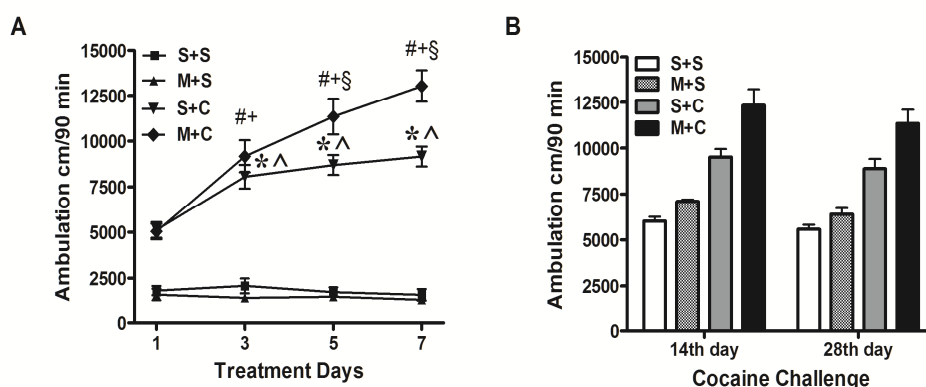 A
15000
12500
10000
7500
5000
2500
0
Ambulation cm/90 min
S+S
M+S
S+C
M+C
#+
#+§
#+§
*^
*^
*^
1 3 5 7
Treatment Days
B
15000
12500
10000
7500
5000
2500
0
Ambulation cm/90 min
S+S
M+S
S+C
M+C
14th day 28th day
Cocaine Challenge